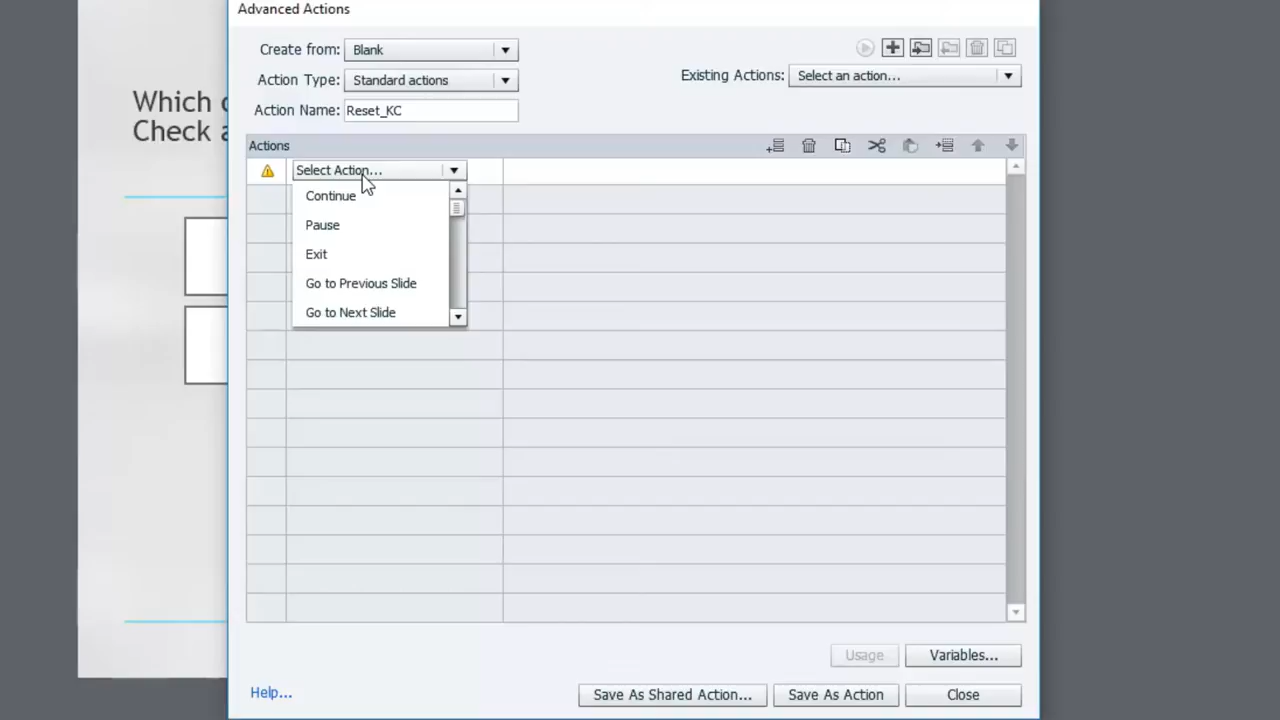 Advanced Actions
Create from: Blank
Action Type: Standard actions
Existing Actions: Select an action...
Action Name: Reset_KC
Which
Check
Actions
Select Action...
Continue
Pause
Exit
Go to Previous Slide
Go to Next Slide
Usage
Variables...
Help...
Save As Shared Action...
Save As Action
Close